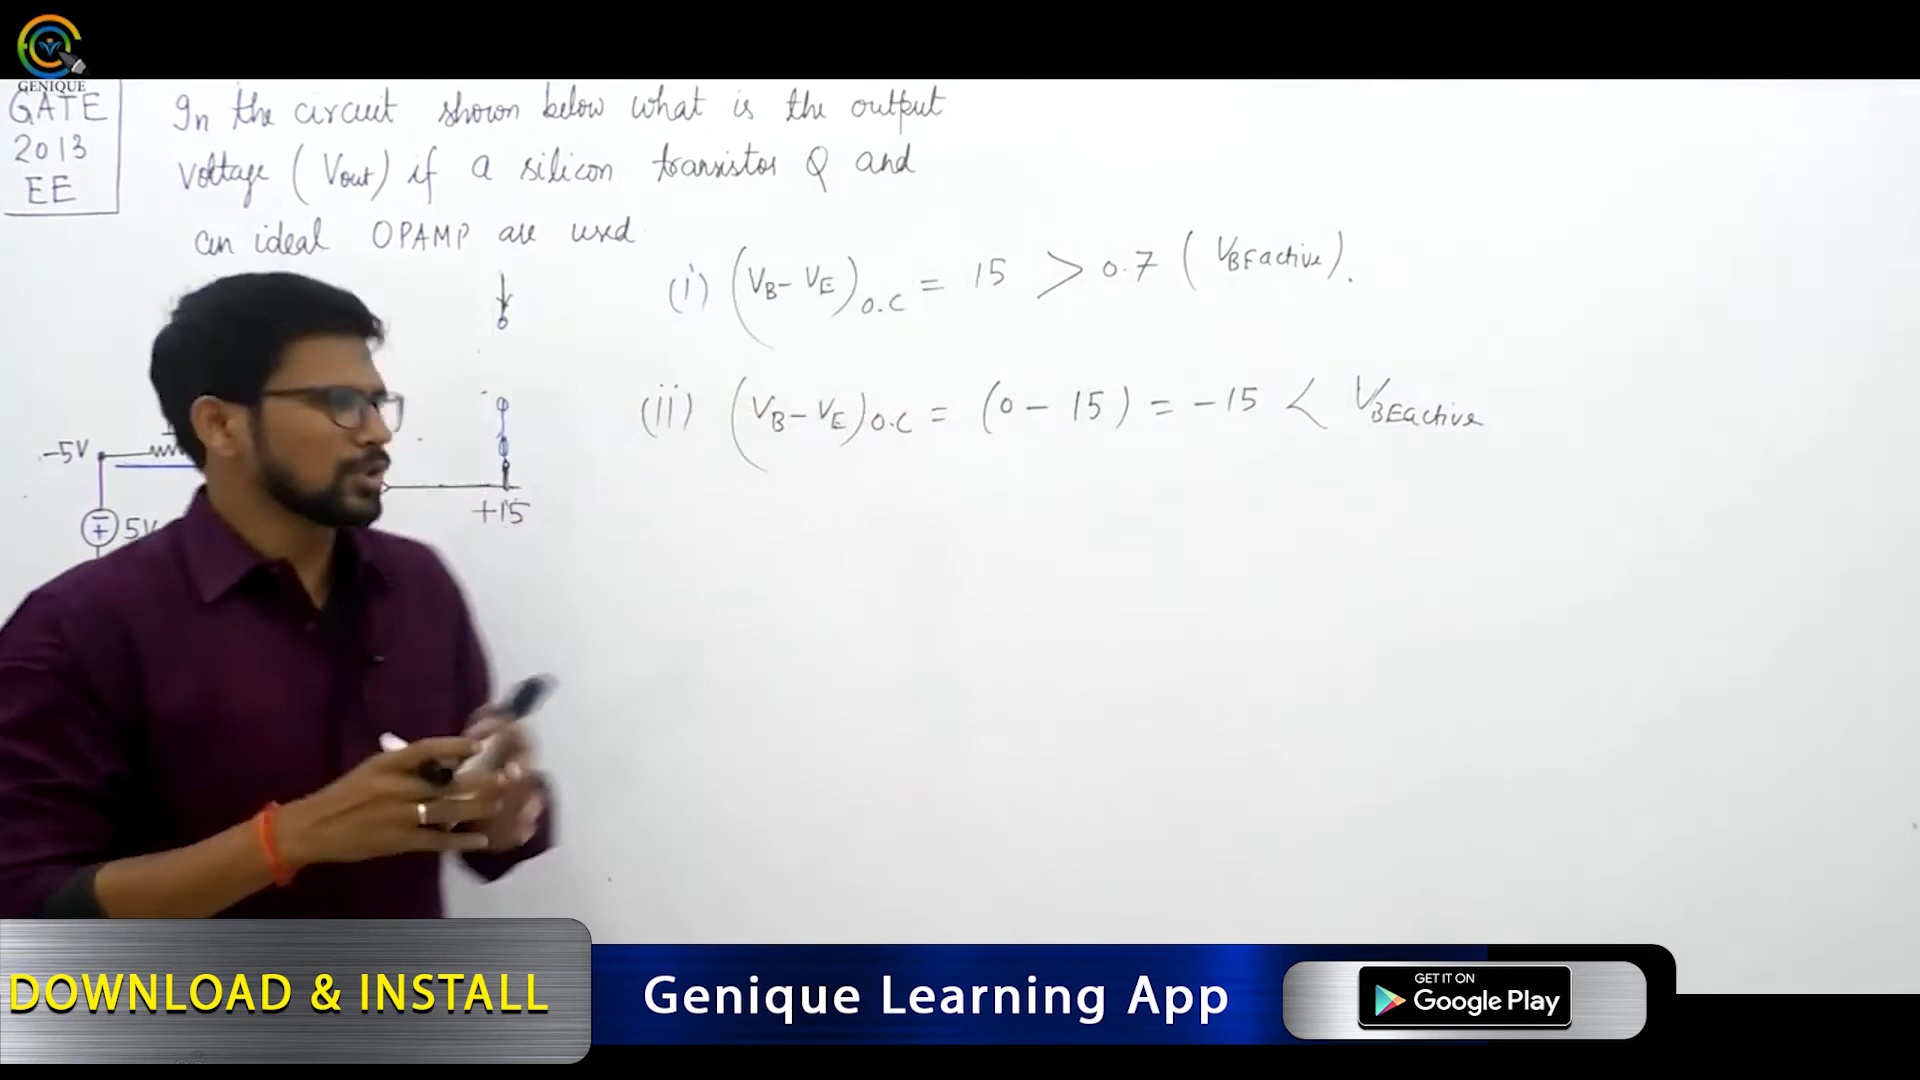 GENIQUE
GATE
2013
EE
In the circuit shown below what is the output
voltage (Vout) if a silicon transistor Q and
an ideal OPAMP are used
(i) (VB - VE)O.C = 15 > 0.7 (VBEactive).
(ii) (VB - VE)O.C = (0 - 15) = -15 < VBEactive
-5V
5V
+15
DOWNLOAD & INSTALL
Genique Learning App
GET IT ON
Google Play